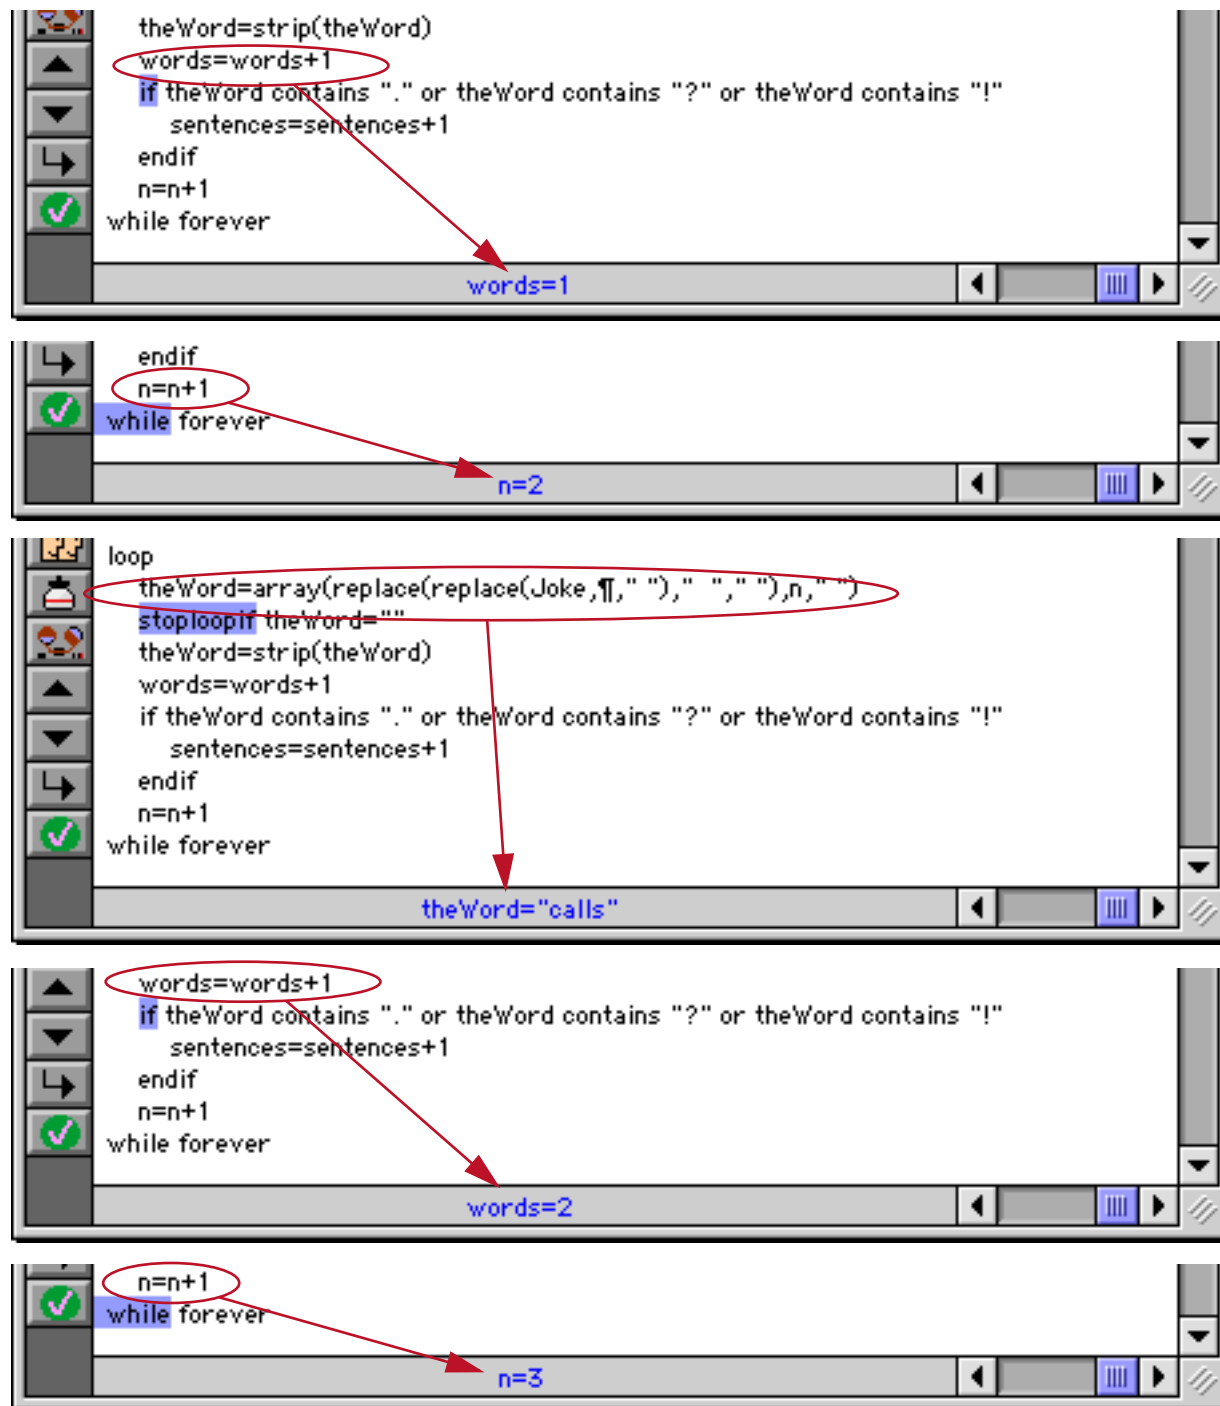 theWord=strip(theWord)
words=words+1
if theWord contains "." or theWord contains "?" or theWord contains "!"
sentences=sentences+1
endif
n=n+1
while forever
words=1
endif
n=n+1
while forever
n=2
loop
theWord=array(replace(replace(Joke,¶," "),"  "," "),n," ")
stoploopif theWord=""
theWord=strip(theWord)
words=words+1
if theWord contains "." or theWord contains "?" or theWord contains "!"
sentences=sentences+1
endif
n=n+1
while forever
theWord="calls"
words=words+1
if theWord contains "." or theWord contains "?" or theWord contains "!"
sentences=sentences+1
endif
n=n+1
while forever
words=2
n=n+1
while forever
n=3